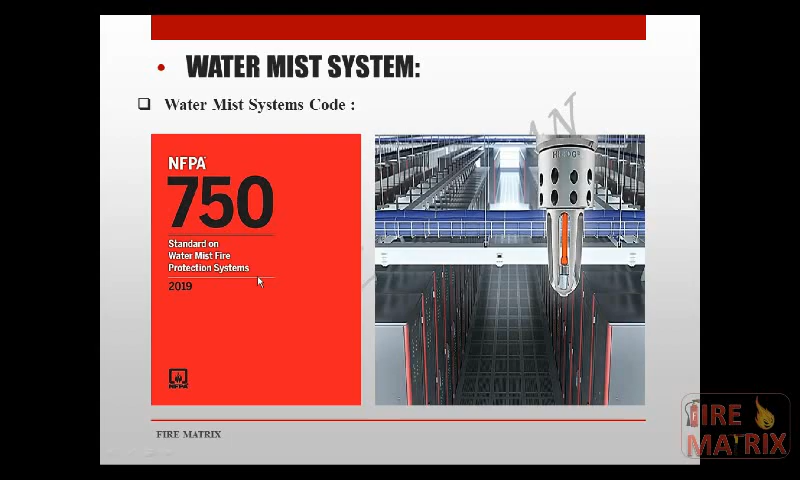 WATER MIST SYSTEM:
Water Mist Systems Code :
NFPA
750
Standard on
Water Mist Fire
Protection Systems
2019
NFPA
FIRE MATRIX
FIRE
MATRIX